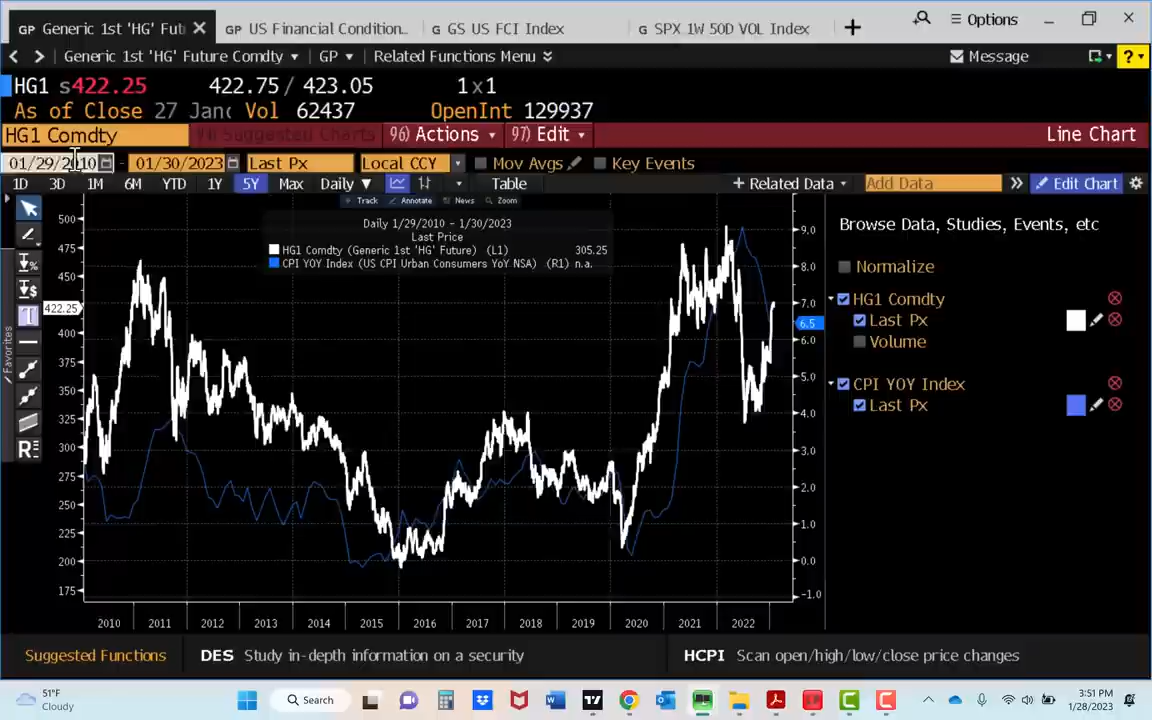 GP Generic 1st 'HG' Fut
GP US Financial Condition..
G GS US FCI Index
G SPX 1W 50D VOL Index
Options
Generic 1st 'HG' Future Comdty
GP
Related Functions Menu
Message
?
HG1 s422.25 422.75 / 423.05 1x1
As of Close 27 Jan Vol 62437 OpenInt 129937
HG1 Comdty
Suggested Charts
96) Actions
97) Edit
Line Chart
01/29/2010 - 01/30/2023
Last Px
Local CCY
Mov Avgs
Key Events
1D 3D 1M 6M YTD 1Y 5Y Max Daily ▼
Table
+ Related Data
Add Data
»
Edit Chart
Track Annotate News Zoom
Daily 1/29/2010 - 1/30/2023
Last Price
HG1 Comdty (Generic 1st 'HG' Future) (L1) 305.25
CPI YOY Index (US CPI Urban Consumers YoY NSA) (R1) n.a.
Favorites
500
475
450
422.25
400
375
350
325
300
275
250
225
200
175
9.0
8.0
7.0
6.5
6.0
5.0
4.0
3.0
2.0
1.0
0.0
-1.0
2010 2011 2012 2013 2014 2015 2016 2017 2018 2019 2020 2021 2022
Browse Data, Studies, Events, etc
Normalize
HG1 Comdty
Last Px
Volume
CPI YOY Index
Last Px
Suggested Functions
DES Study in-depth information on a security
HCPI Scan open/high/low/close price changes
51°F
Cloudy
Search
3:51 PM
1/28/2023